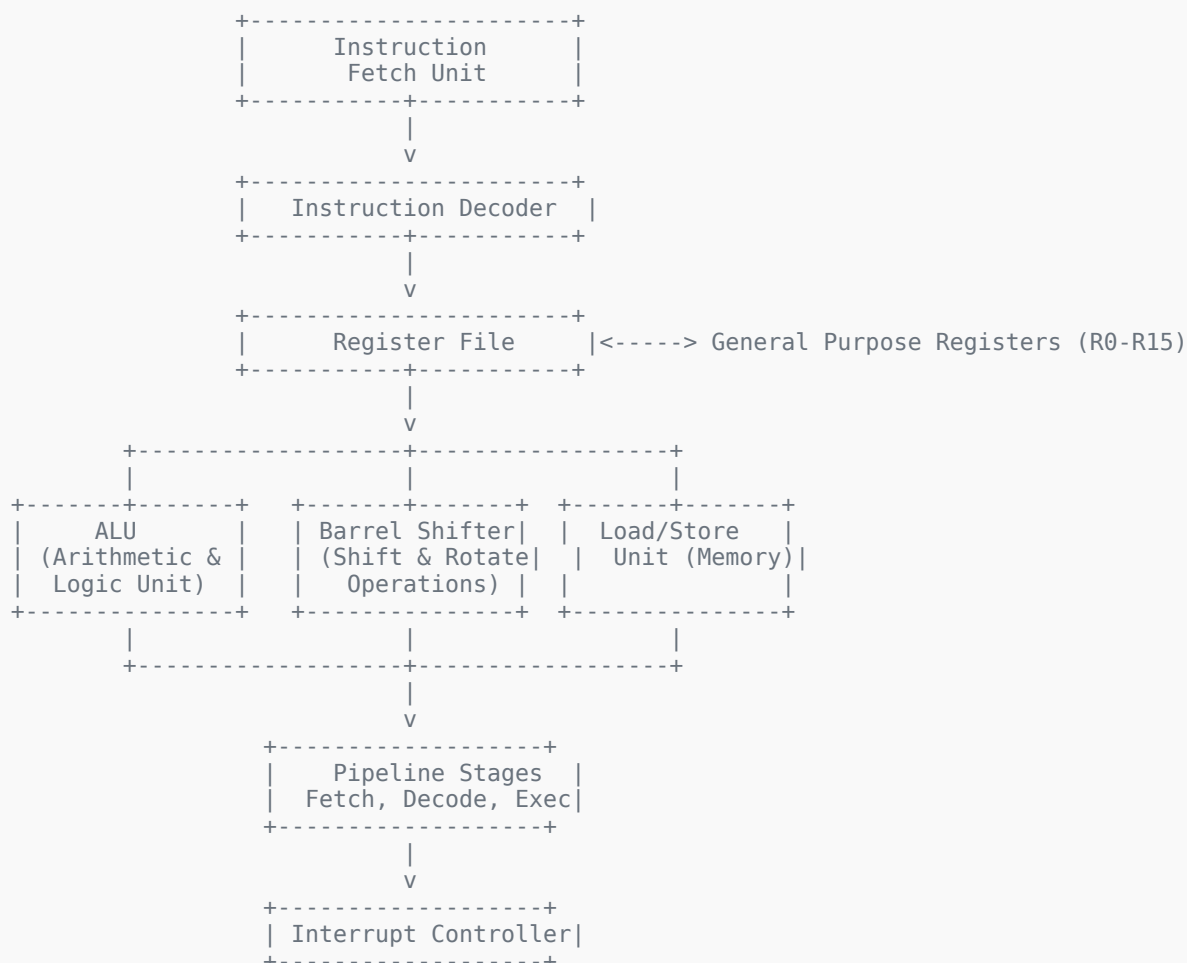 Instruction
Fetch Unit
Instruction Decoder
Register File <-----> General Purpose Registers (R0-R15)
ALU Barrel Shifter Load/Store
(Arithmetic & (Shift & Rotate Unit (Memory)
Logic Unit) Operations)
Pipeline Stages
Fetch, Decode, Exec
Interrupt Controller